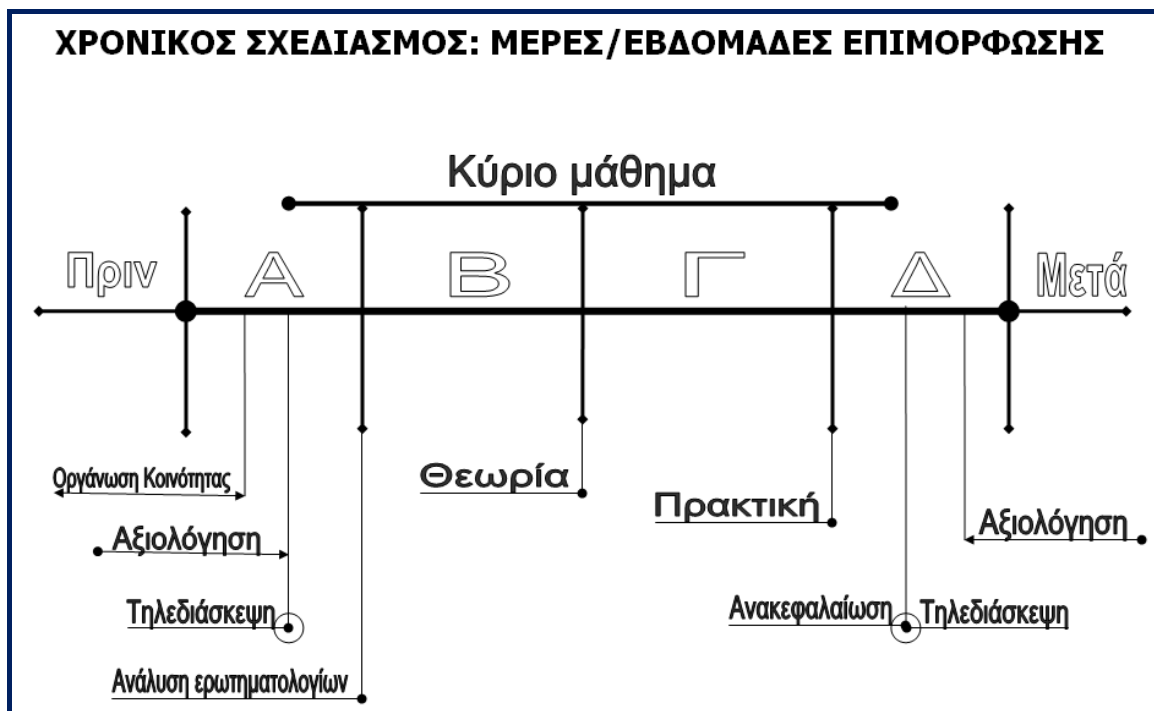 ΧΡΟΝΙΚΟΣ ΣΧΕΔΙΑΣΜΟΣ: ΜΕΡΕΣ/ΕΒΔΟΜΑΔΕΣ ΕΠΙΜΟΡΦΩΣΗΣ
Κύριο μάθημα
Πριν Α Β Γ Δ Μετά
Οργάνωση Κοινότητας
Θεωρία
Πρακτική
Αξιολόγηση
Αξιολόγηση
Τηλεδιάσκεψη
Ανακεφαλαίωση
Τηλεδιάσκεψη
Ανάλυση ερωτηματολογίων